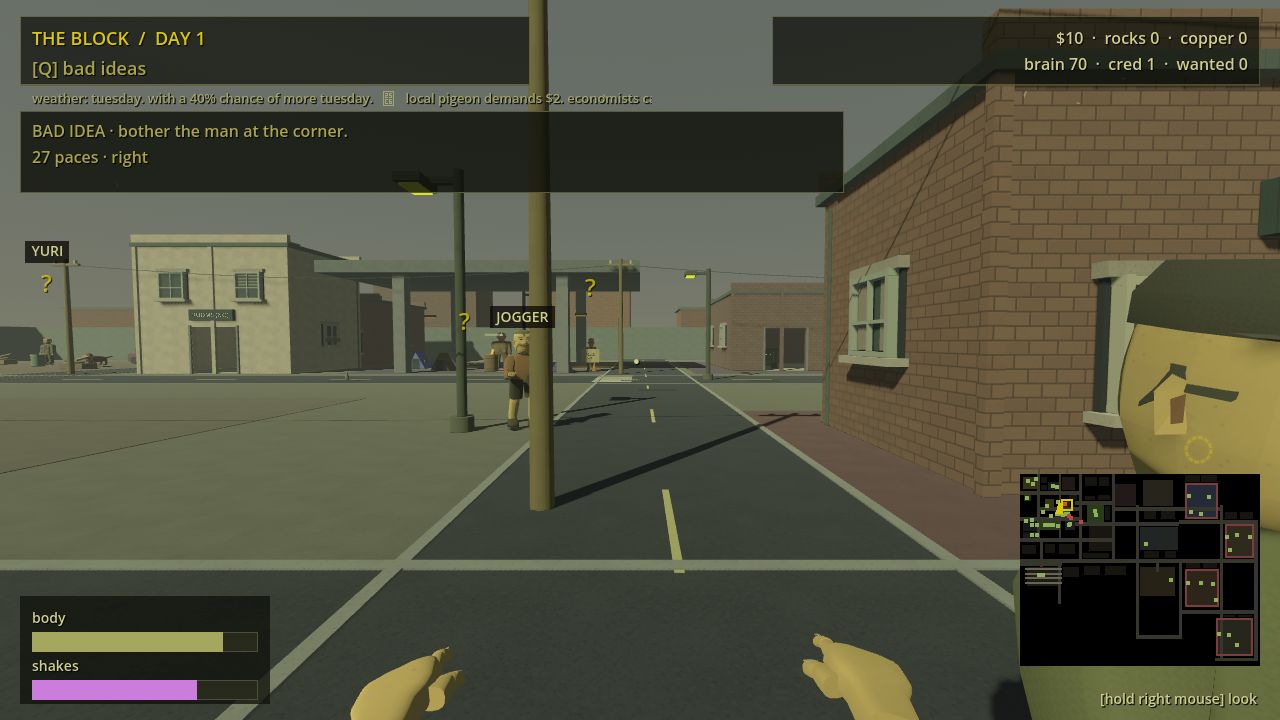 THE BLOCK / DAY 1
[Q] bad ideas
$10 · rocks 0 · copper 0
brain 70 · cred 1 · wanted 0
weather: tuesday. with a 40% chance of more tuesday. local pigeon demands $2. economists c
BAD IDEA · bother the man at the corner.
27 paces · right
YURI
?
?
?
JOGGER
body
shakes
[hold right mouse] look